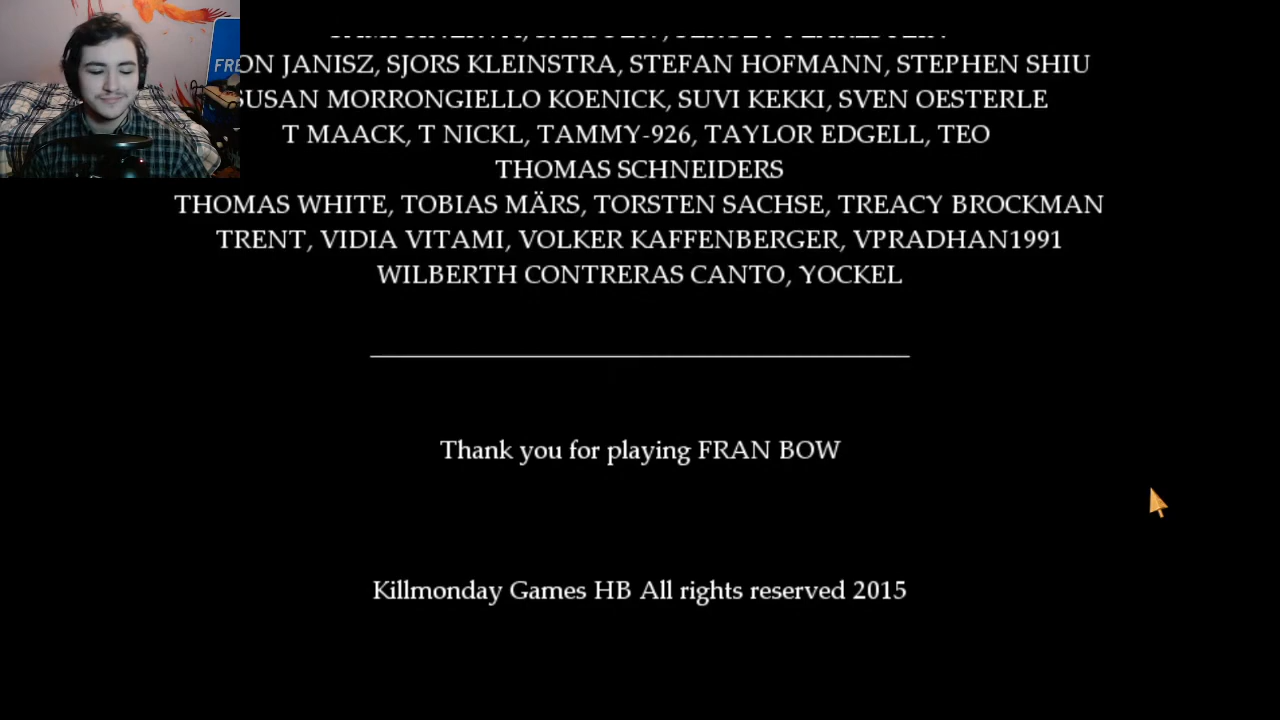 JANISZ, SJORS KLEINSTRA, STEFAN HOFMANN, STEPHEN SHIU
SUSAN MORRONGIELLO KOENICK, SUVI KEKKI, SVEN OESTERLE
T MAACK, T NICKL, TAMMY-926, TAYLOR EDGELL, TEO
THOMAS SCHNEIDERS
THOMAS WHITE, TOBIAS MÄRS, TORSTEN SACHSE, TREACY BROCKMAN
TRENT, VIDIA VITAMI, VOLKER KAFFENBERGER, VPRADHAN1991
WILBERTH CONTRERAS CANTO, YOCKEL
Thank you for playing FRAN BOW
Killmonday Games HB All rights reserved 2015